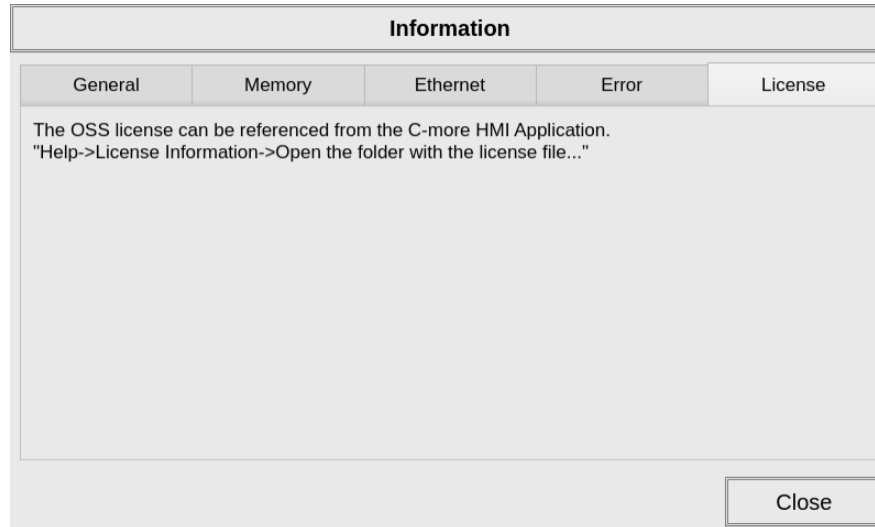 Information
General Memory Ethernet Error License
The OSS license can be referenced from the C-more HMI Application.
"Help->License Information->Open the folder with the license file..."
Close